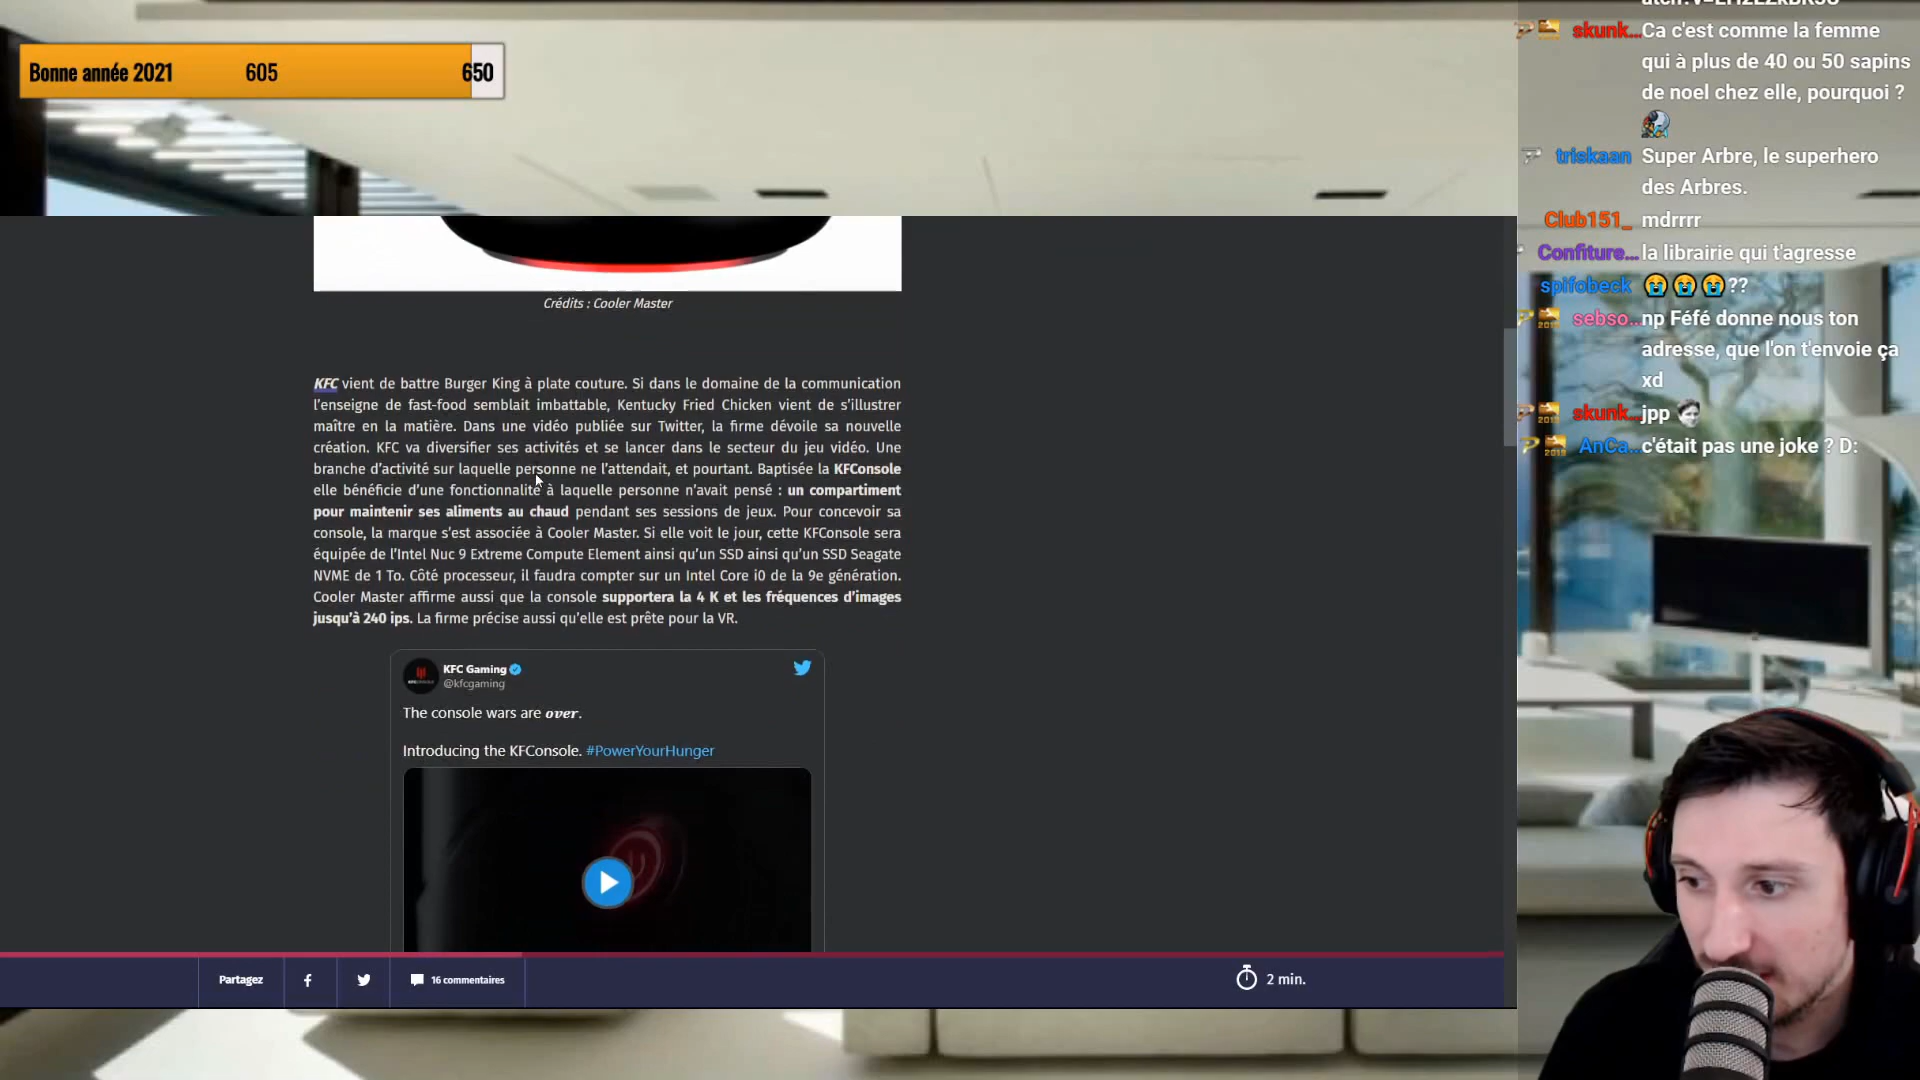 Bonne année 2021 605 650
Crédits : Cooler Master
KFC vient de battre Burger King à plate couture. Si dans le domaine de la communication
l'enseigne de fast-food semblait imbattable, Kentucky Fried Chicken vient de s'illustrer
maître en la matière. Dans une vidéo publiée sur Twitter, la firme dévoile sa nouvelle
création. KFC va diversifier ses activités et se lancer dans le secteur du jeu vidéo. Une
branche d'activité sur laquelle personne ne l'attendait, et pourtant. Baptisée la KFConsole
elle bénéficie d'une fonctionnalité à laquelle personne n'avait pensé : un compartiment
pour maintenir ses aliments au chaud pendant ses sessions de jeux. Pour concevoir sa
console, la marque s'est associée à Cooler Master. Si elle voit le jour, cette KFConsole sera
équipée de l'Intel Nuc 9 Extreme Compute Element ainsi qu'un SSD ainsi qu'un SSD Seagate
NVME de 1 To. Côté processeur, il faudra compter sur un Intel Core i0 de la 9e génération.
Cooler Master affirme aussi que la console supportera la 4 K et les fréquences d'images
jusqu'à 240 ips. La firme précise aussi qu'elle est prête pour la VR.
KFC Gaming
@kfcgaming
The console wars are over.
Introducing the KFConsole. #PowerYourHunger
Partagez
16 commentaires
2 min.
skunk... Ca c'est comme la femme
qui à plus de 40 ou 50 sapins
de noel chez elle, pourquoi ?
triskaan Super Arbre, le superhero
des Arbres.
Club151_ mdrrrr
Confiture... la librairie qui t'agresse
spifobeck 😭😭😭??
sebso... np Féfé donne nous ton
adresse, que l'on t'envoie ça
xd
skunk... jpp
AnCa... c'était pas une joke ? D: